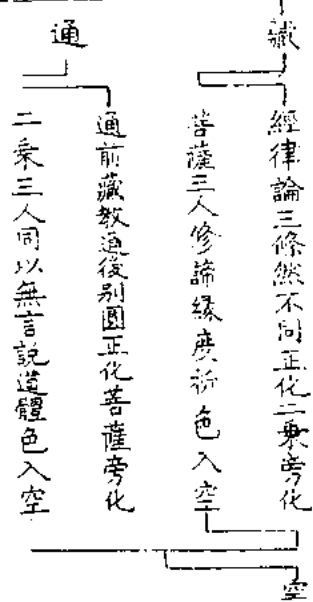 藏
經律論三條然不同正化二乘旁化
菩薩三人修諦緣度析色入空
通
通前藏教通後別圓正化菩薩旁化
二乘三人同以無言說道體色入空
空